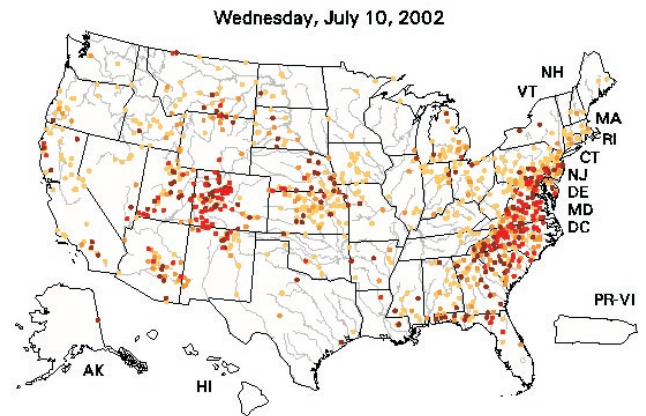 Wednesday, July 10, 2002
NH
VT
MA
RI
CT
NJ
DE
MD
DC
PR-VI
AK
HI